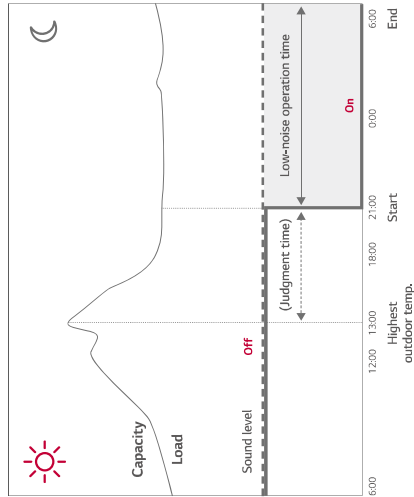 Capacity
Load
Sound level
Off
On
(Judgment time)
Low-noise operation time
6:00
12:00
13:00
18:00
21:00
0:00
6:00
Highest
outdoor temp.
Start
End